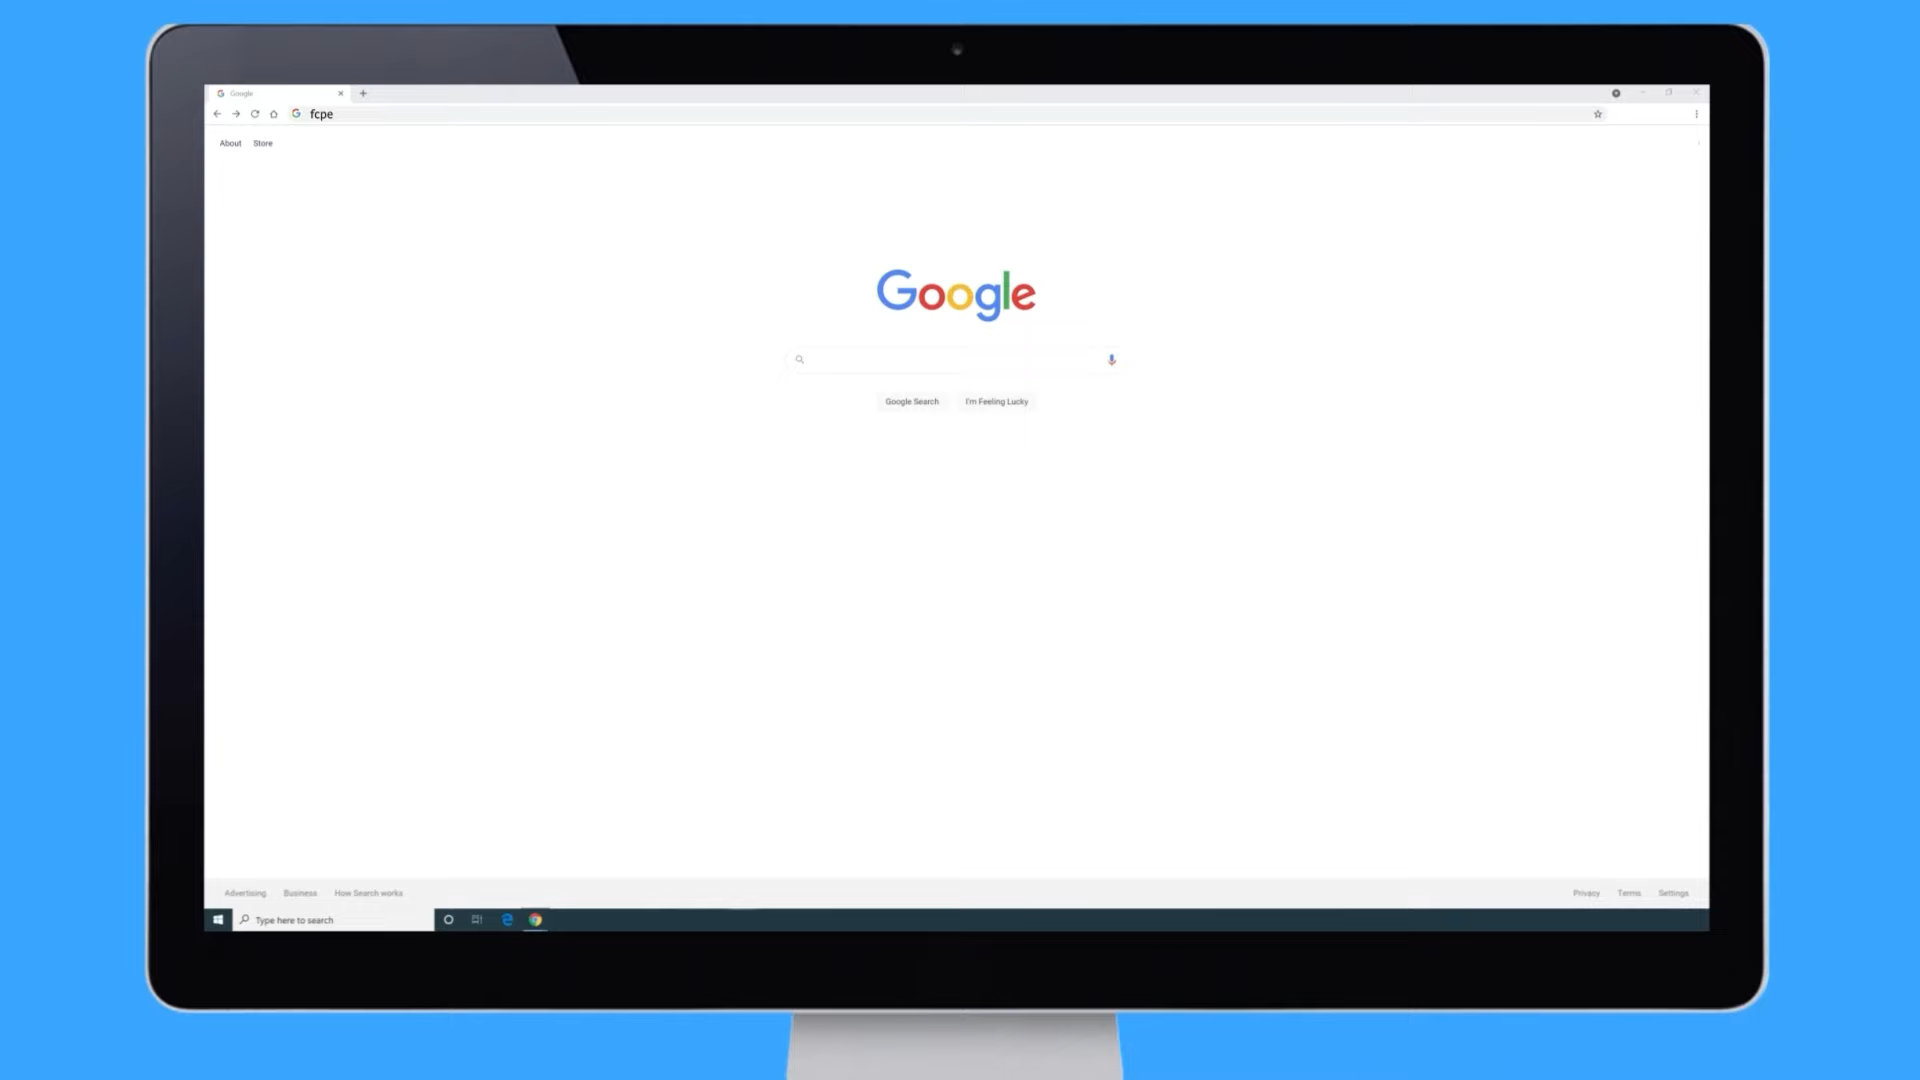 Google
fcpe
About Store
Google
Google Search I'm Feeling Lucky
Advertising Business How Search works Privacy Terms Settings
Type here to search